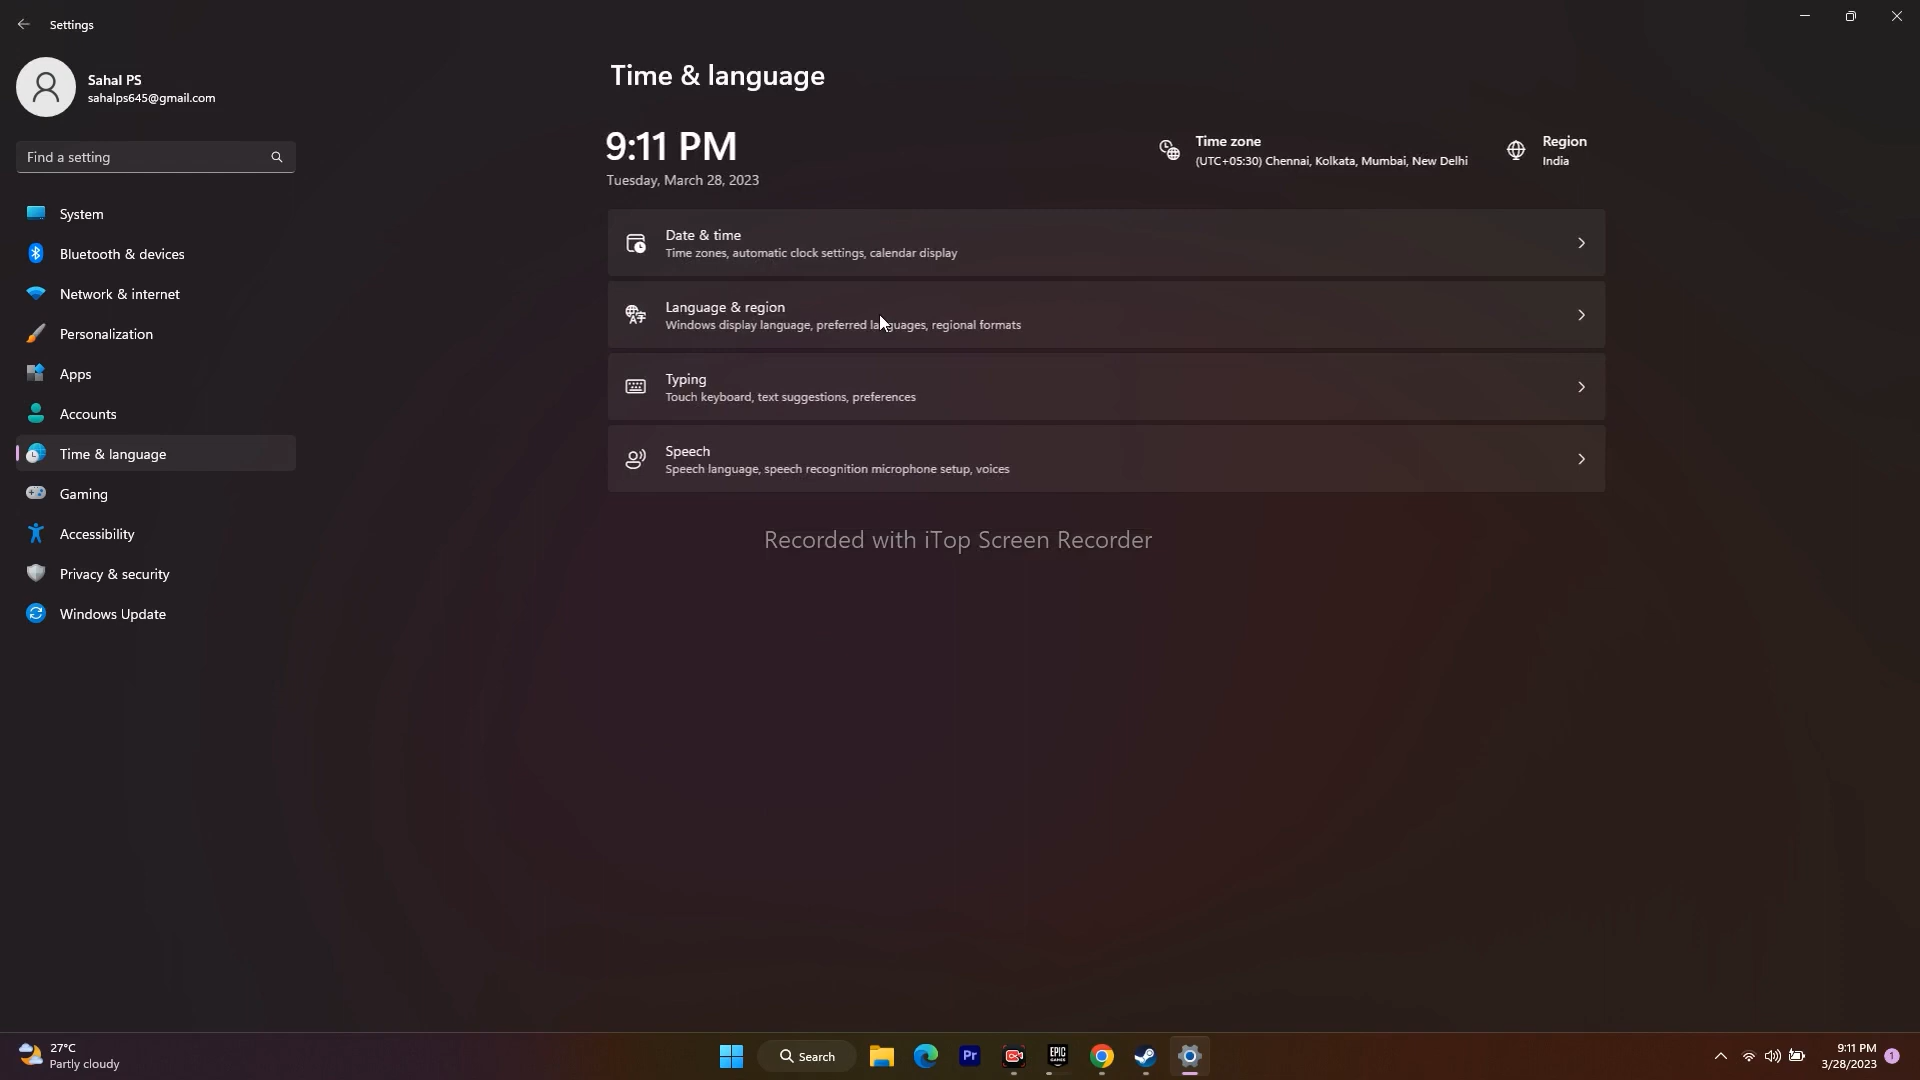 Settings
Sahal PS
sahalps645@gmail.com
Find a setting
System
Bluetooth & devices
Network & internet
Personalization
Apps
Accounts
Time & language
Gaming
Accessibility
Privacy & security
Windows Update
Time & language
9:11 PM
Tuesday, March 28, 2023
Time zone
(UTC+05:30) Chennai, Kolkata, Mumbai, New Delhi
Region
India
Date & time
Time zones, automatic clock settings, calendar display
Language & region
Windows display language, preferred languages, regional formats
Typing
Touch keyboard, text suggestions, preferences
Speech
Speech language, speech recognition microphone setup, voices
Recorded with iTop Screen Recorder
27°C
Partly cloudy
Search
Pr
EPIC
GAMES
9:11 PM
3/28/2023
1